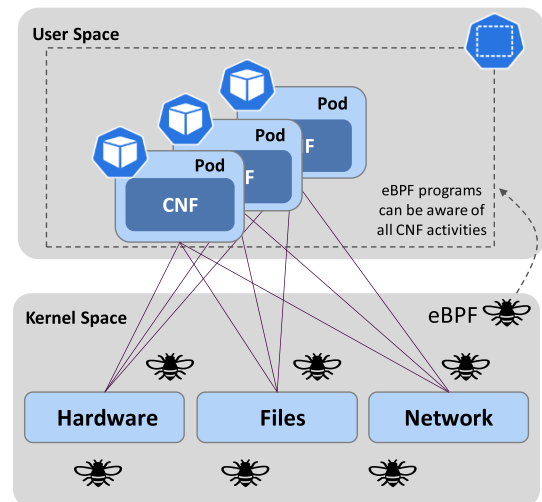 User Space
Pod
Pod
F
Pod
F
CNF
eBPF programs
can be aware of
all CNF activities
Kernel Space
eBPF
Hardware
Files
Network